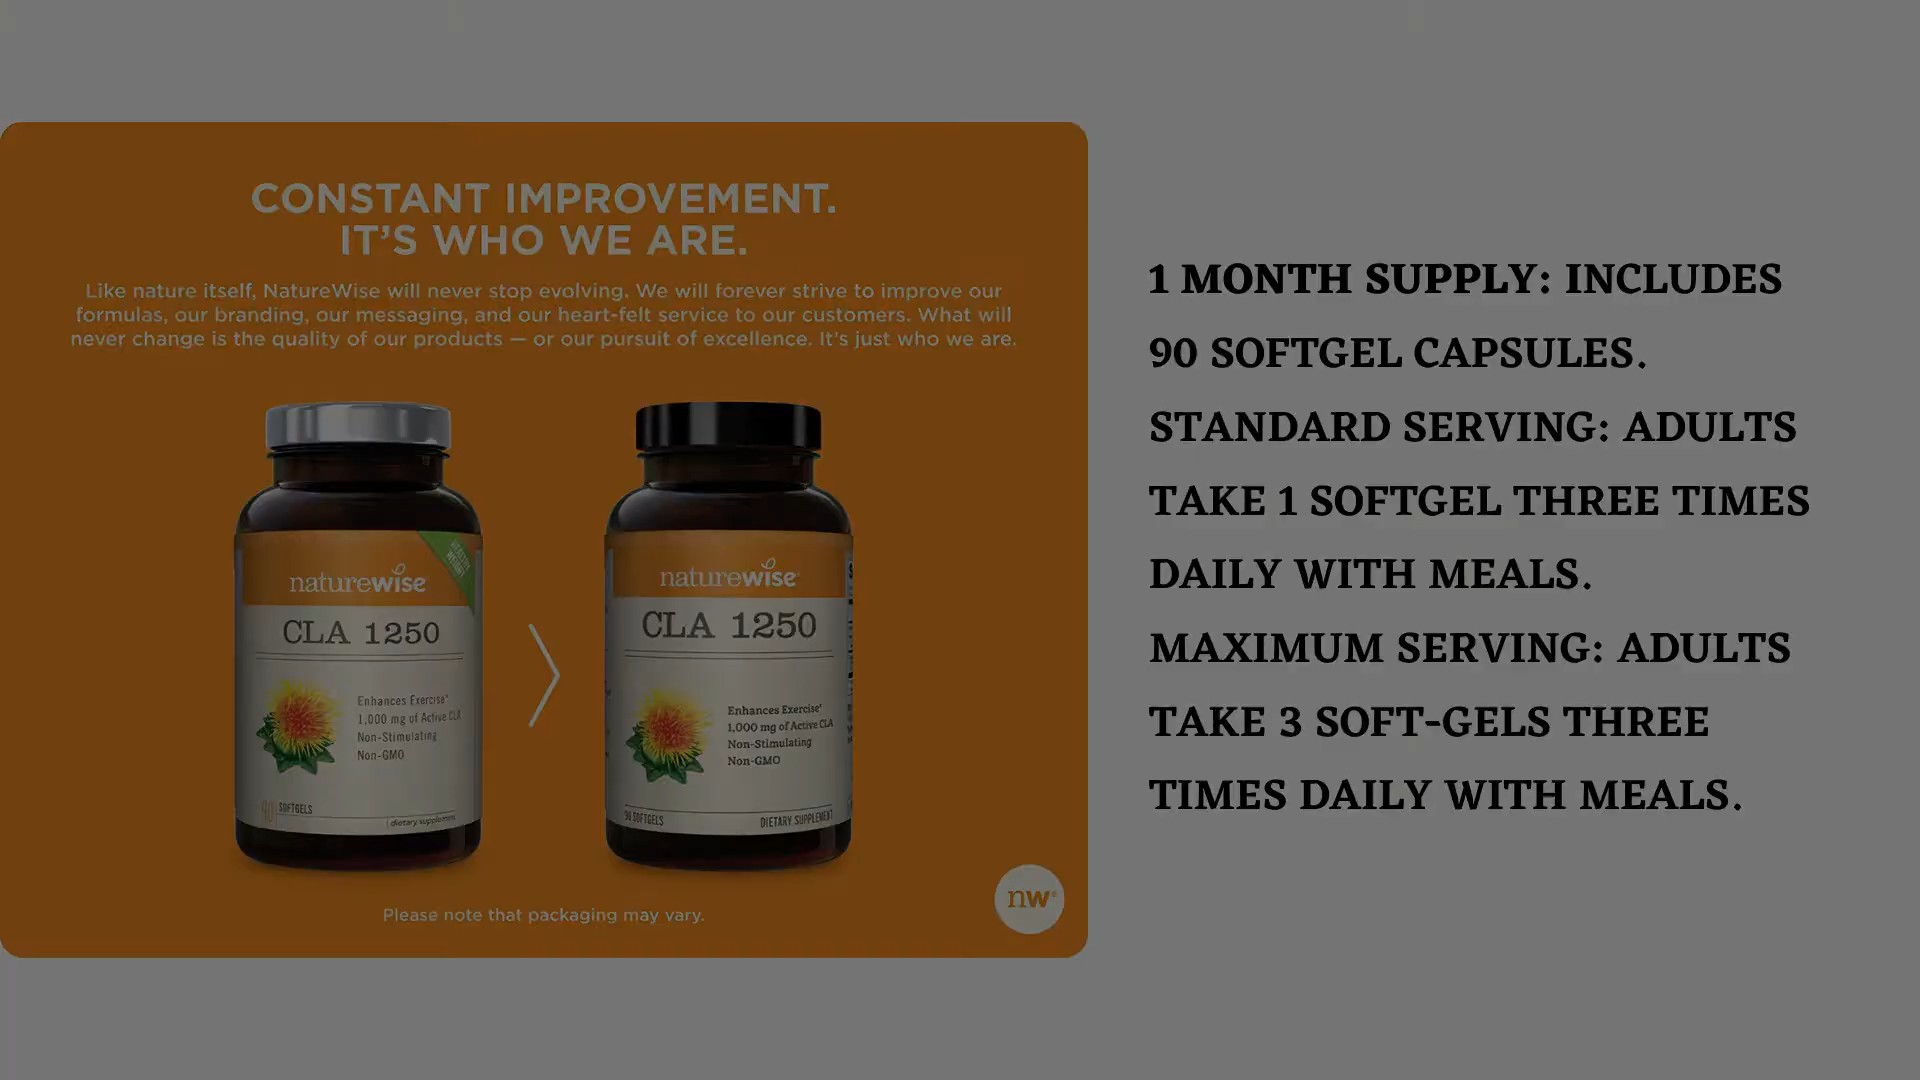 CONSTANT IMPROVEMENT.
IT'S WHO WE ARE.
Like nature itself, NatureWise will never stop evolving. We will forever strive to improve our
formulas, our branding, our messaging, and our heart-felt service to our customers. What will
never change is the quality of our products — or our pursuit of excellence. It's just who we are.
HEALTHY
WEIGHT
naturewise
CLA 1250
Enhances Exercise*
1,000 mg of Active CLA
Non-Stimulating
Non-GMO
90 SOFTGELS
dietary supplement
naturewise
CLA 1250
Enhances Exercise*
1,000 mg of Active CLA
Non-Stimulating
Non-GMO
90 SOFTGELS
DIETARY SUPPLEMENT
Please note that packaging may vary.
nw®
1 MONTH SUPPLY: INCLUDES
90 SOFTGEL CAPSULES.
STANDARD SERVING: ADULTS
TAKE 1 SOFTGEL THREE TIMES
DAILY WITH MEALS.
MAXIMUM SERVING: ADULTS
TAKE 3 SOFT-GELS THREE
TIMES DAILY WITH MEALS.